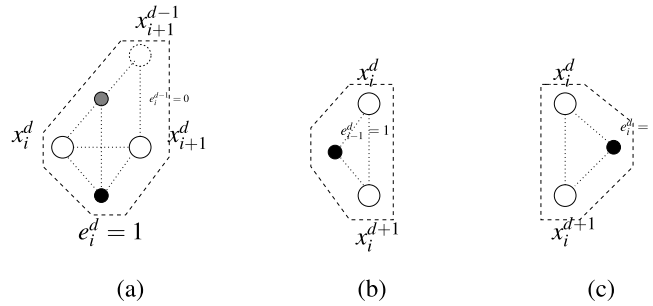 x_{i+1}^{d-1}
e_i^{d-1} = 0
x_i^d
x_{i+1}^d
e_i^d = 1
(a)
x_i^d
e_{i-1}^d = 1
x_i^{d+1}
(b)
x_i^d
e_i^d =
x_i^{d+1}
(c)